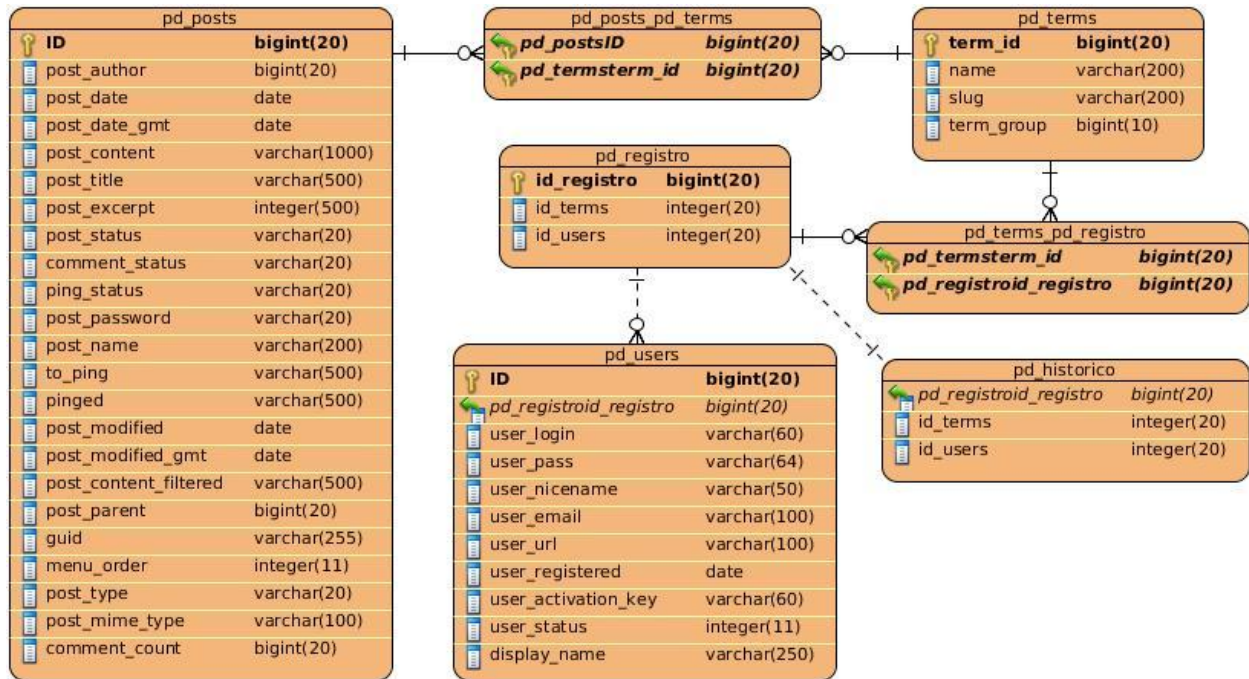 pd_posts
ID bigint(20)
post_author bigint(20)
post_date date
post_date_gmt date
post_content varchar(1000)
post_title varchar(500)
post_excerpt integer(500)
post_status varchar(20)
comment_status varchar(20)
ping_status varchar(20)
post_password varchar(20)
post_name varchar(200)
to_ping varchar(500)
pinged varchar(500)
post_modified date
post_modified_gmt date
post_content_filtered varchar(500)
post_parent bigint(20)
guid varchar(255)
menu_order integer(11)
post_type varchar(20)
post_mime_type varchar(100)
comment_count bigint(20)
pd_posts_pd_terms
pd_postsID bigint(20)
pd_termsterm_id bigint(20)
pd_terms
term_id bigint(20)
name varchar(200)
slug varchar(200)
term_group bigint(10)
pd_registro
id_registro bigint(20)
id_terms integer(20)
id_users integer(20)
pd_terms_pd_registro
pd_termsterm_id bigint(20)
pd_registroid_registro bigint(20)
pd_users
ID bigint(20)
pd_registroid_registro bigint(20)
user_login varchar(60)
user_pass varchar(64)
user_nicename varchar(50)
user_email varchar(100)
user_url varchar(100)
user_registered date
user_activation_key varchar(60)
user_status integer(11)
display_name varchar(250)
pd_historico
pd_registroid_registro bigint(20)
id_terms integer(20)
id_users integer(20)